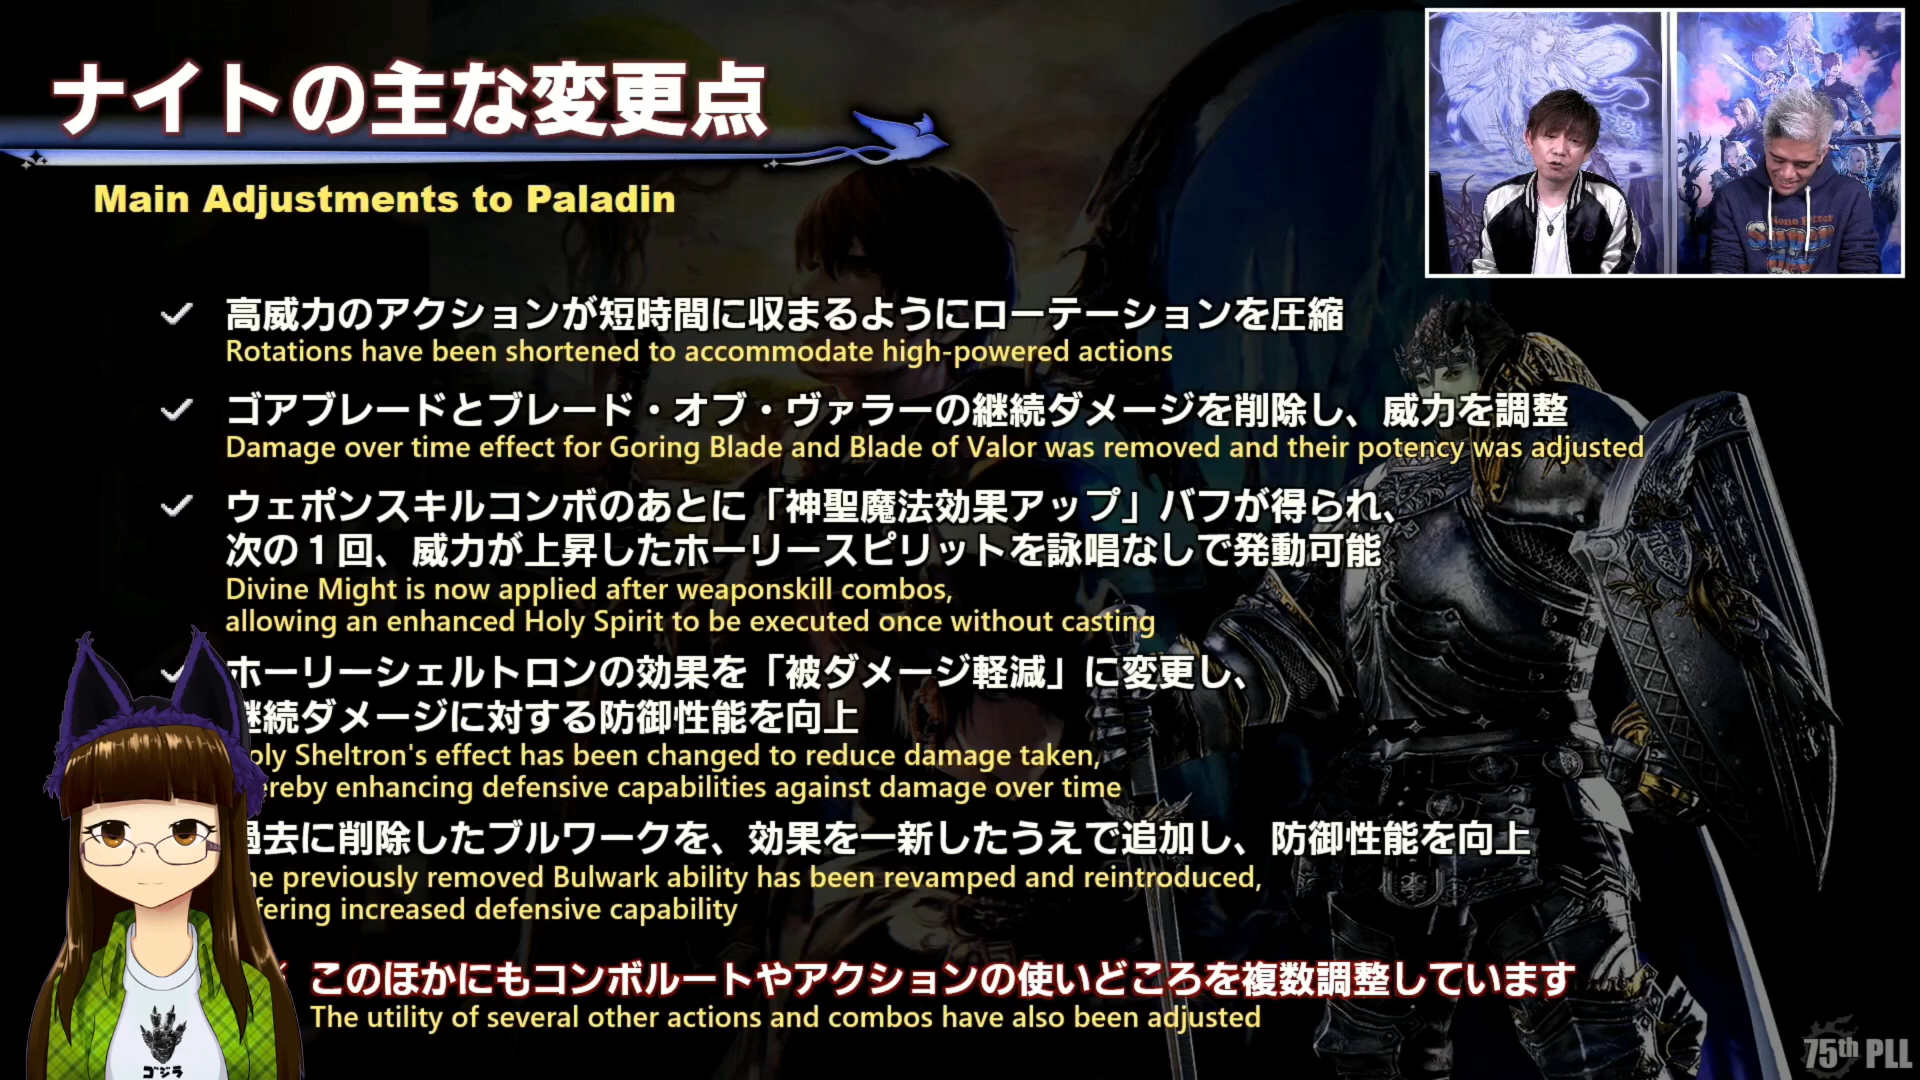 ナイトの主な変更点
Main Adjustments to Paladin
高威力のアクションが短時間に収まるようにローテーションを圧縮
Rotations have been shortened to accommodate high-powered actions
ゴアブレードとブレード・オブ・ヴァラーの継続ダメージを削除し、威力を調整
Damage over time effect for Goring Blade and Blade of Valor was removed and their potency was adjusted
ウェポンスキルコンボのあとに「神聖魔法効果アップ」バフが得られ、
次の1回、威力が上昇したホーリースピリットを詠唱なしで発動可能
Divine Might is now applied after weaponskill combos,
allowing an enhanced Holy Spirit to be executed once without casting
ホーリーシェルトロンの効果を「被ダメージ軽減」に変更し、
継続ダメージに対する防御性能を向上
oly Sheltron's effect has been changed to reduce damage taken,
ereby enhancing defensive capabilities against damage over time
過去に削除したブルワークを、効果を一新したうえで追加し、防御性能を向上
he previously removed Bulwark ability has been revamped and reintroduced,
fering increased defensive capability
このほかにもコンボルートやアクションの使いどころを複数調整しています
The utility of several other actions and combos have also been adjusted
ゴジラ
75th PLL